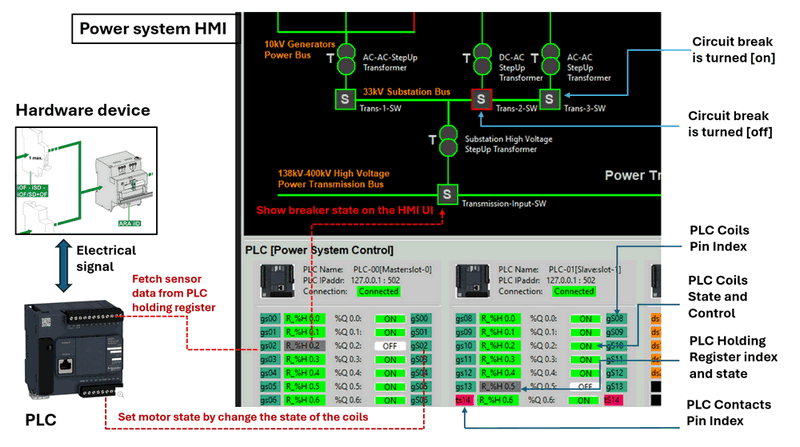 Power system HMI
10kV Generators
Power Bus
T
AC-AC-StepUp
Transformer
T
DC-AC
StepUp
Transformer
T
AC-AC
StepUp
Transformer
Circuit break
is turned [on]
33kV Substation Bus
S
Trans-1-SW
S
Trans-2-SW
S
Trans-3-SW
Circuit break
is turned [off]
T
Substation High Voltage
StepUp Transformer
138kV-400kV High Voltage
Power Transmission Bus
Power Tr
S
Transmission-Input-SW
Show breaker state on the HMI UI
Hardware device
1 max.
ARA iID
Electrical
signal
Fetch sensor
data from PLC
holding register
PLC
Set motor state by change the state of the coils
PLC [Power System Control]
PLC Name: PLC-00[Master:slot-0]
PLC IPaddr: 127.0.0.1 : 502
Connection: Connected
PLC Name: PLC-01[Slave:slot-1]
PLC IPaddr: 127.0.0.1 : 502
Connection: Connected
gs00 R_%H 0.0 %Q 0.0: ON gS00
gs01 R_%H 0.1 %Q 0.1: ON gS01
gs02 R_%H 0.2 %Q 0.2: OFF gS02
gs03 R_%H 0.3 %Q 0.3: ON gS03
gs04 R_%H 0.4 %Q 0.4: ON gS04
gs05 R_%H 0.5 %Q 0.5: ON gS05
gs06 R_%H 0.6 %Q 0.6: ON gS06
gs08 R_%H 0.0 %Q 0.0: ON gS08
gs09 R_%H 0.1 %Q 0.1: ON gS09
gs10 R_%H 0.2 %Q 0.2: ON gS10
gs11 R_%H 0.3 %Q 0.3: ON gS11
gs12 R_%H 0.4 %Q 0.4: ON gS12
gs13 R_%H 0.5 %Q 0.5: OFF gS13
ts14 R_%H 0.6 %Q 0.6: ON tS14
PLC Coils
Pin Index
PLC Coils
State and
Control
PLC Holding
Register index
and state
PLC Contacts
Pin Index